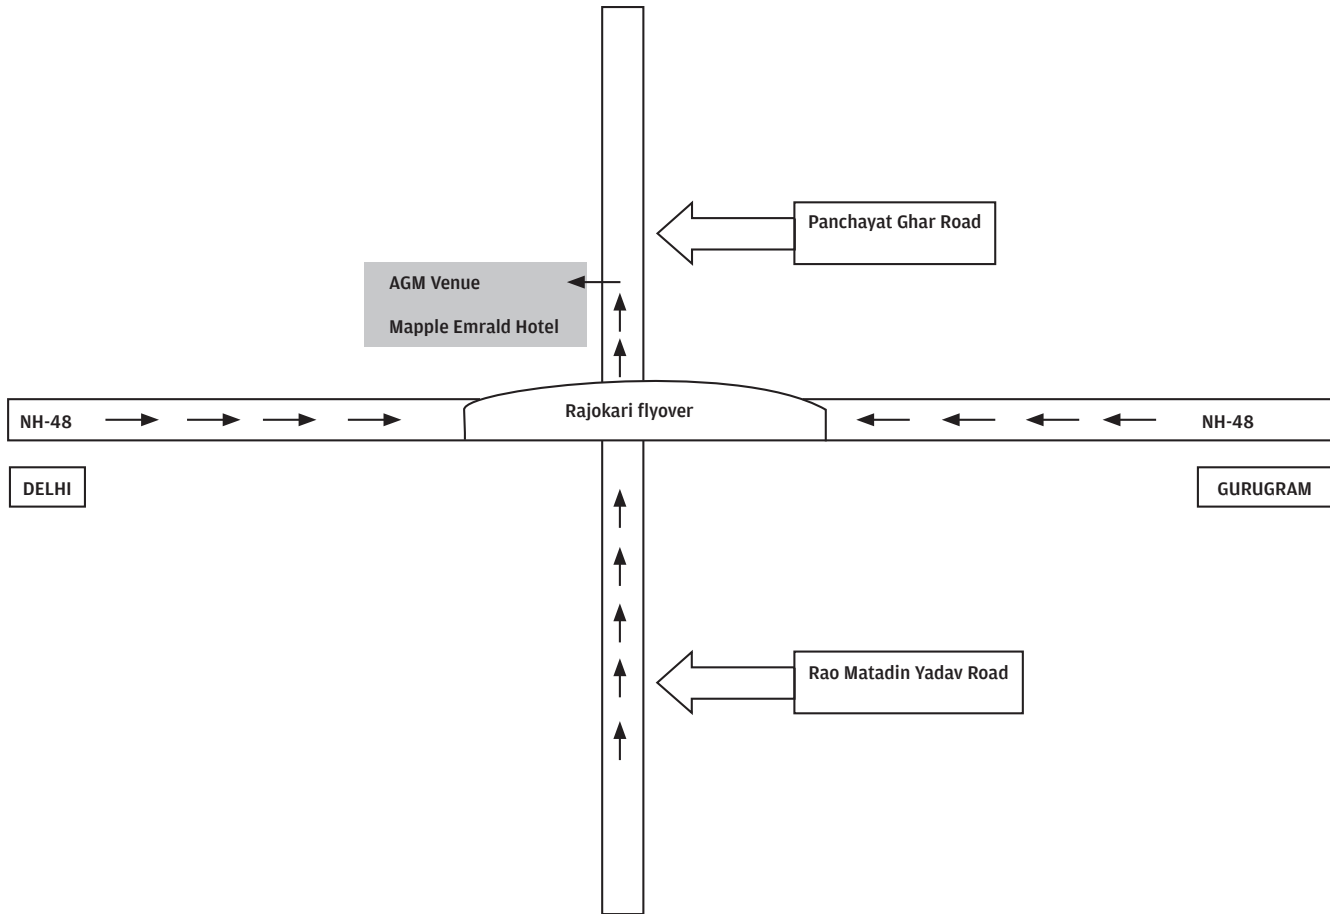 Panchayat Ghar Road
AGM Venue
Mapple Emrald Hotel
Rajokari flyover
NH-48
NH-48
DELHI
GURUGRAM
Rao Matadin Yadav Road